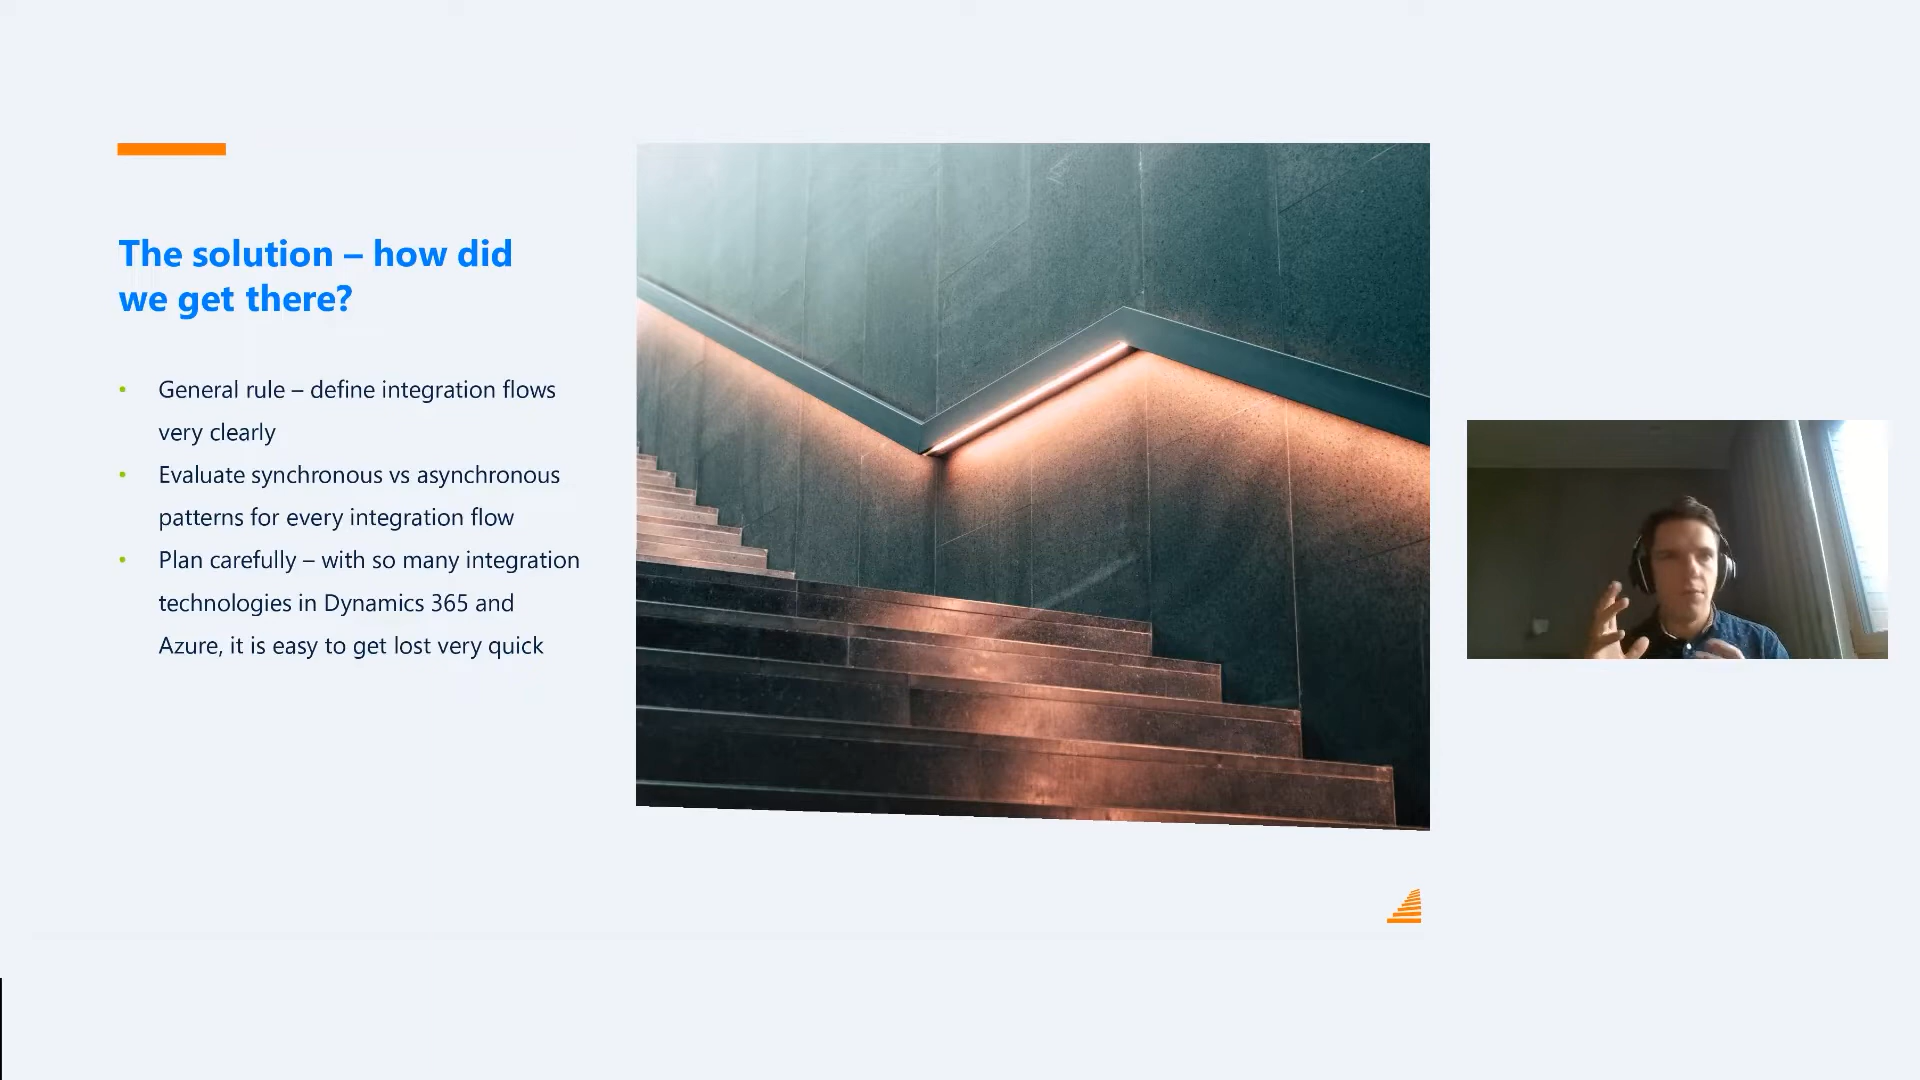 The solution – how did
we get there?
• General rule – define integration flows
very clearly
• Evaluate synchronous vs asynchronous
patterns for every integration flow
• Plan carefully – with so many integration
technologies in Dynamics 365 and
Azure, it is easy to get lost very quick